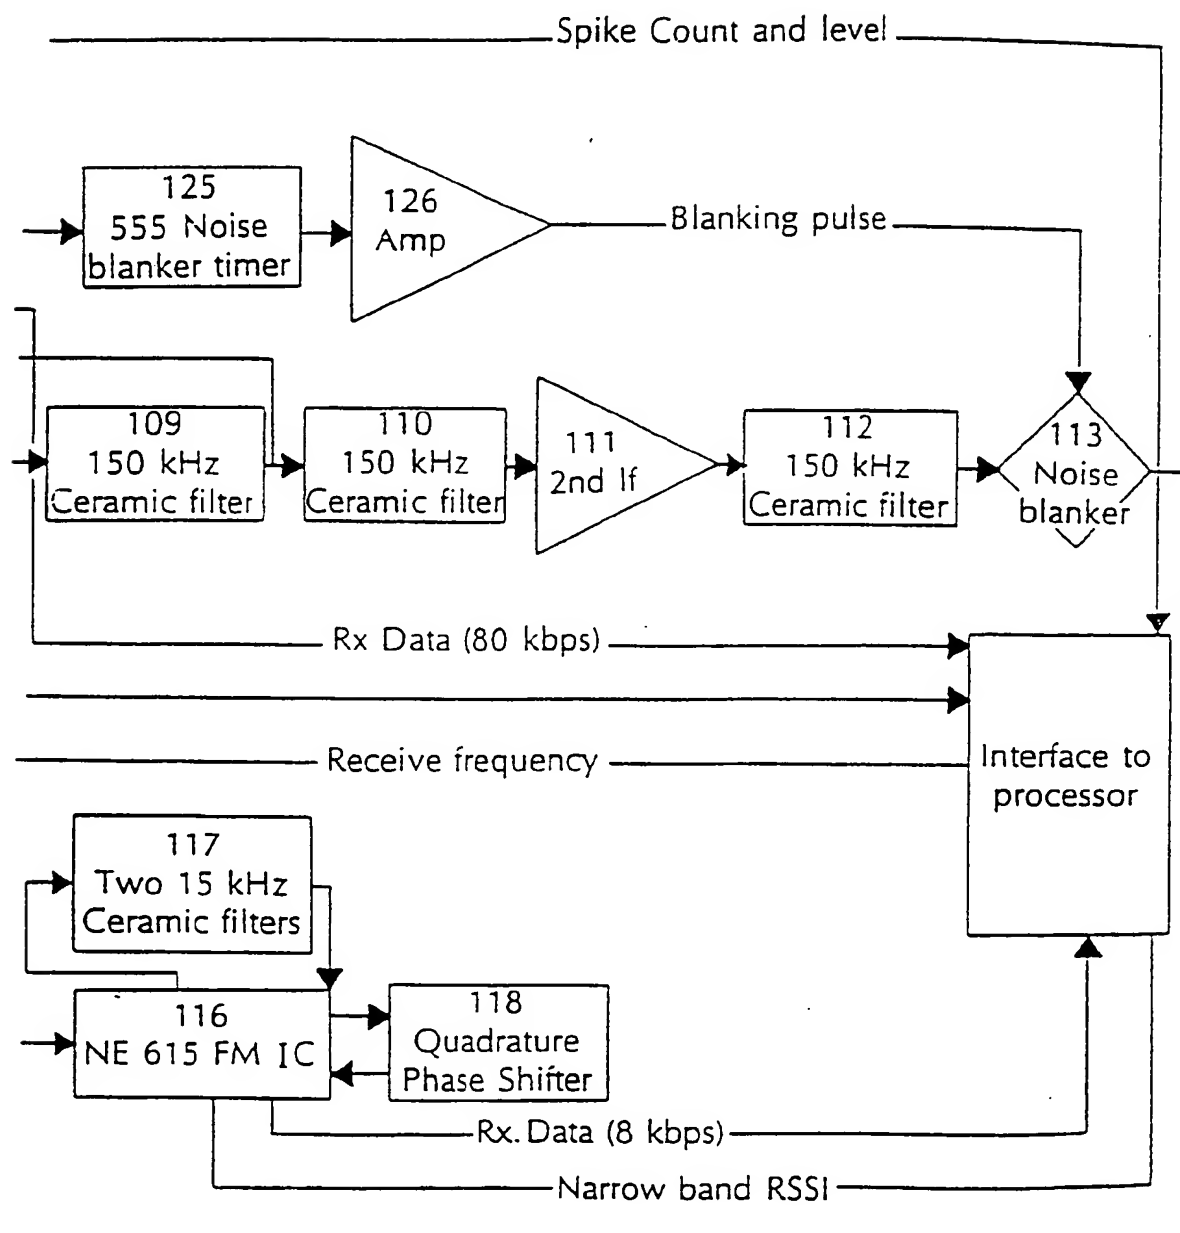 Spike Count and level
125
555 Noise
blanker timer
126
Amp
Blanking pulse
109
150 kHz
Ceramic filter
110
150 kHz
Ceramic filter
111
2nd If
112
150 kHz
Ceramic filter
113
Noise
blanker
Rx Data (80 kbps)
Receive frequency
Interface to
processor
117
Two 15 kHz
Ceramic filters
116
NE 615 FM IC
118
Quadrature
Phase Shifter
Rx. Data (8 kbps)
Narrow band RSSI